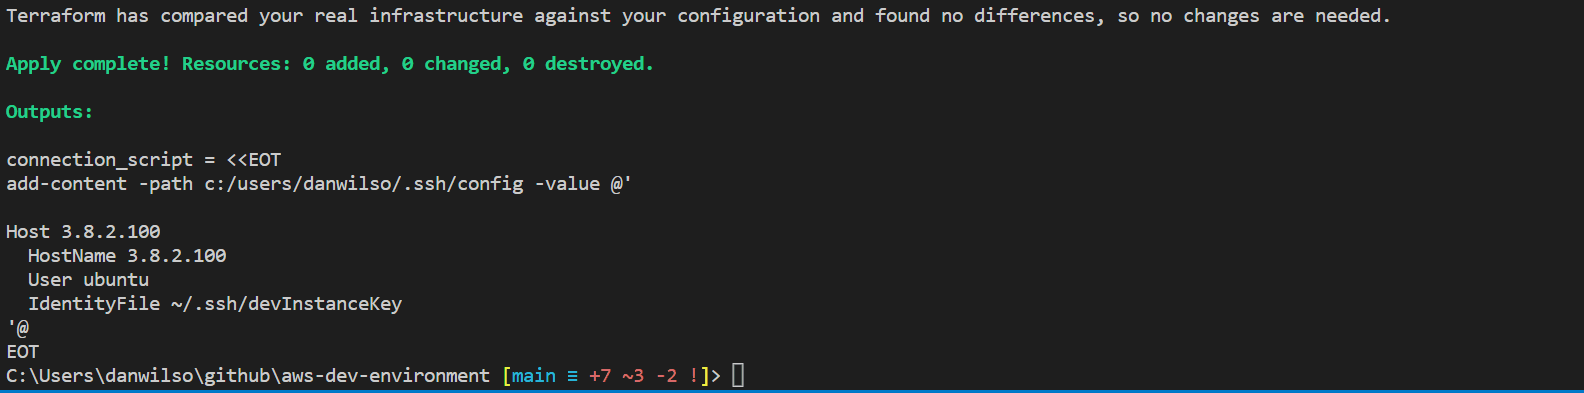 Terraform has compared your real infrastructure against your configuration and found no differences, so no changes are needed.
Apply complete! Resources: 0 added, 0 changed, 0 destroyed.
Outputs:
connection_script = <<EOT
add-content -path c:/users/danwilso/.ssh/config -value @'
Host 3.8.2.100
  HostName 3.8.2.100
  User ubuntu
  IdentityFile ~/.ssh/devInstanceKey
'@
EOT
C:\Users\danwilso\github\aws-dev-environment [main ≡ +7 ~3 -2 !]>